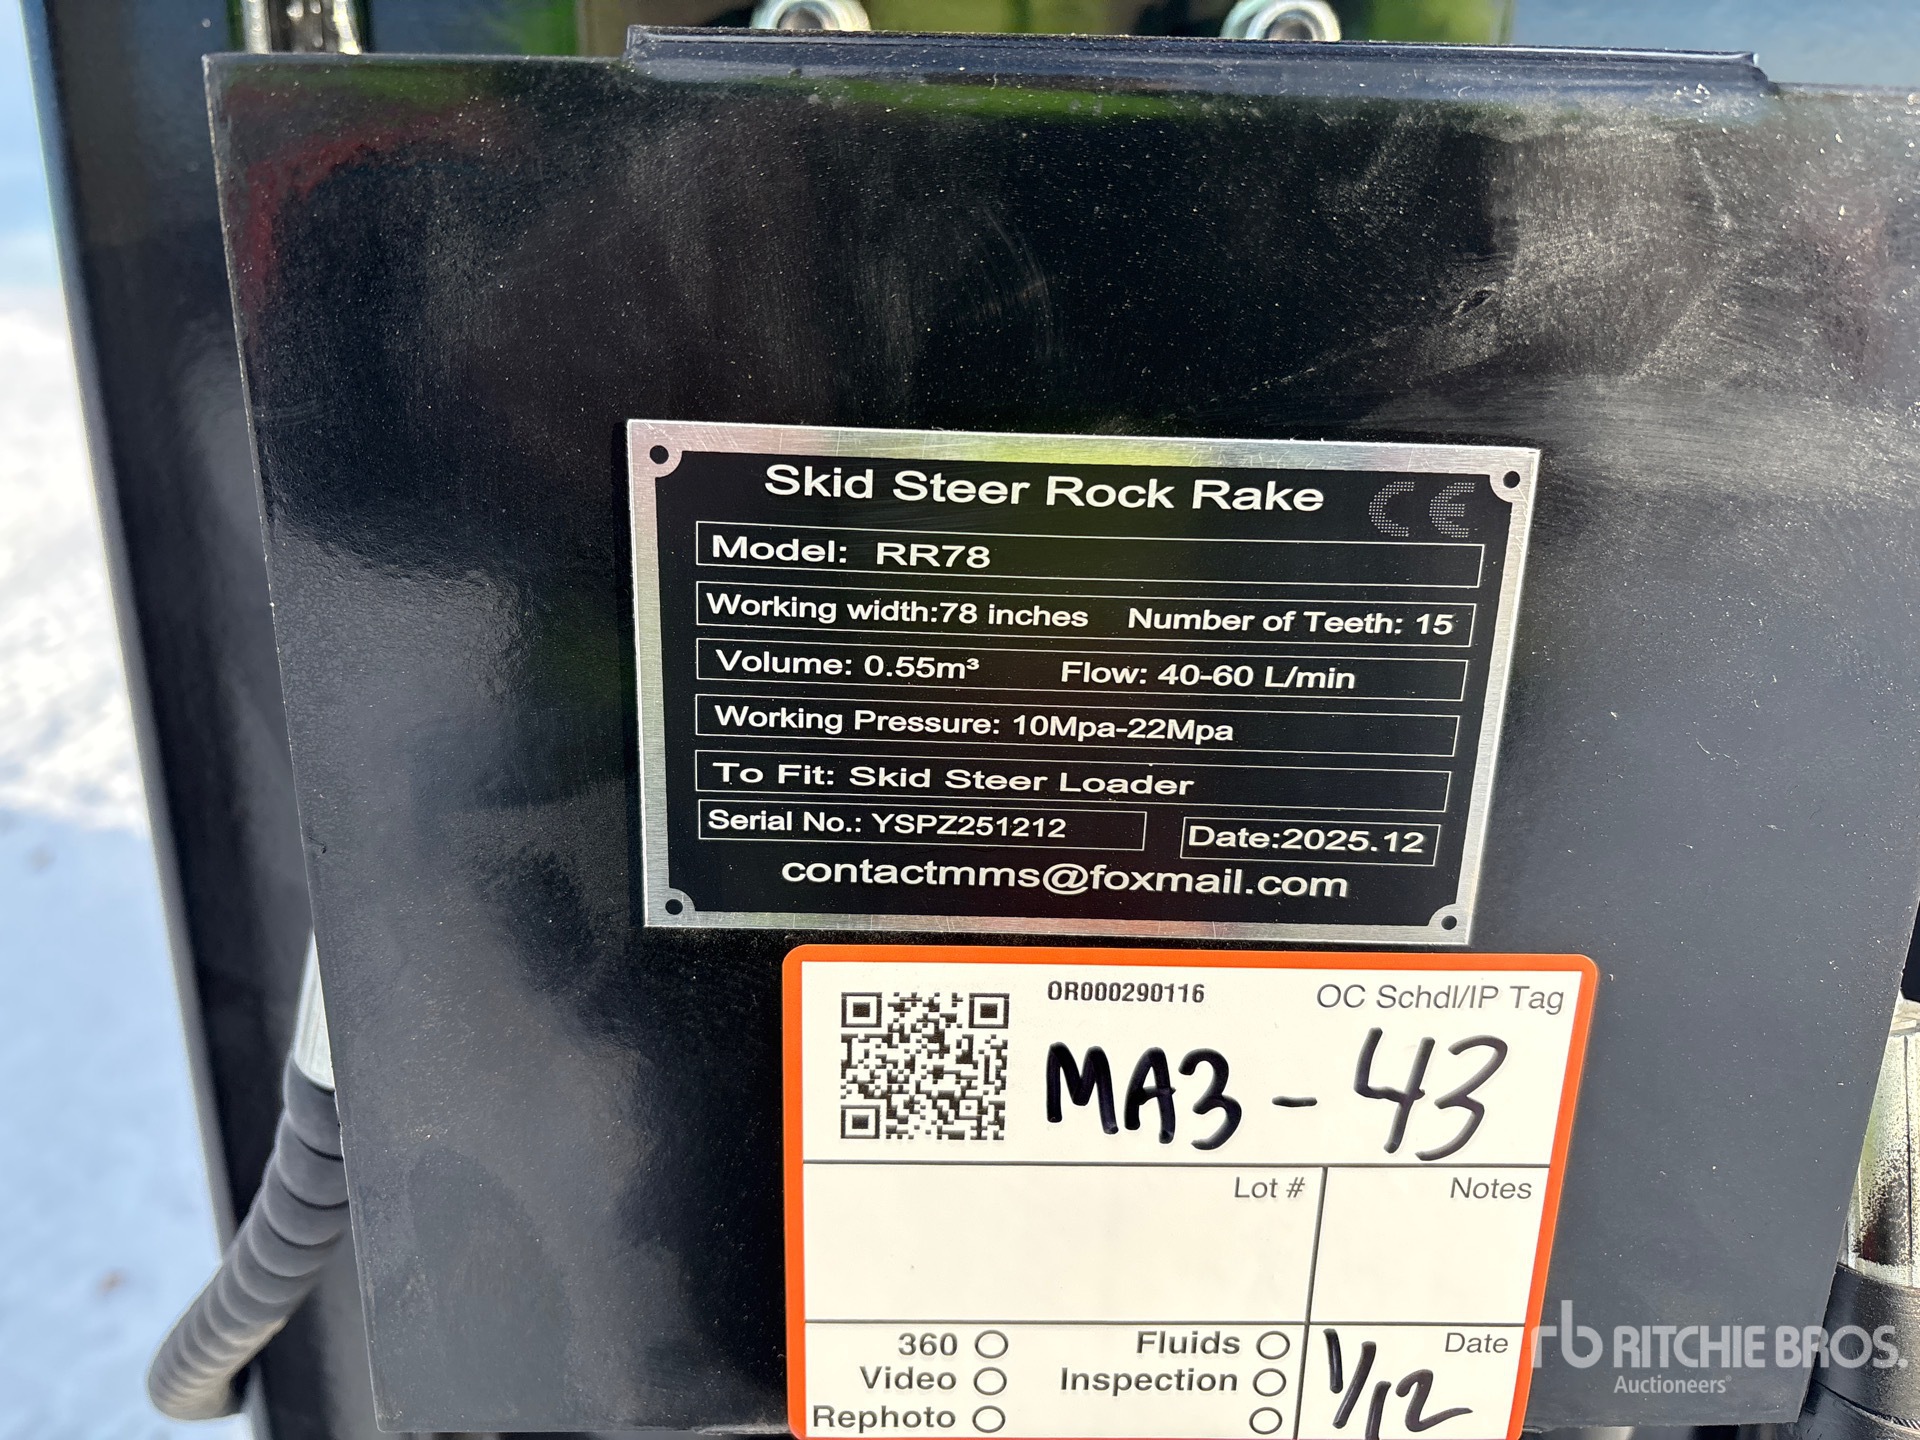 Skid Steer Rock Rake CE
Model: RR78
Working width:78 inches Number of Teeth: 15
Volume: 0.55m³ Flow: 40-60 L/min
Working Pressure: 10Mpa-22Mpa
To Fit: Skid Steer Loader
Serial No.: YSPZ251212 Date:2025.12
contactmms@foxmail.com
OR000290116 OC Schdl/IP Tag
MA3-43
Lot # Notes
360 Fluids Date
Video Inspection 1/12
Rephoto
rb RITCHIE BROS.
Auctioneers